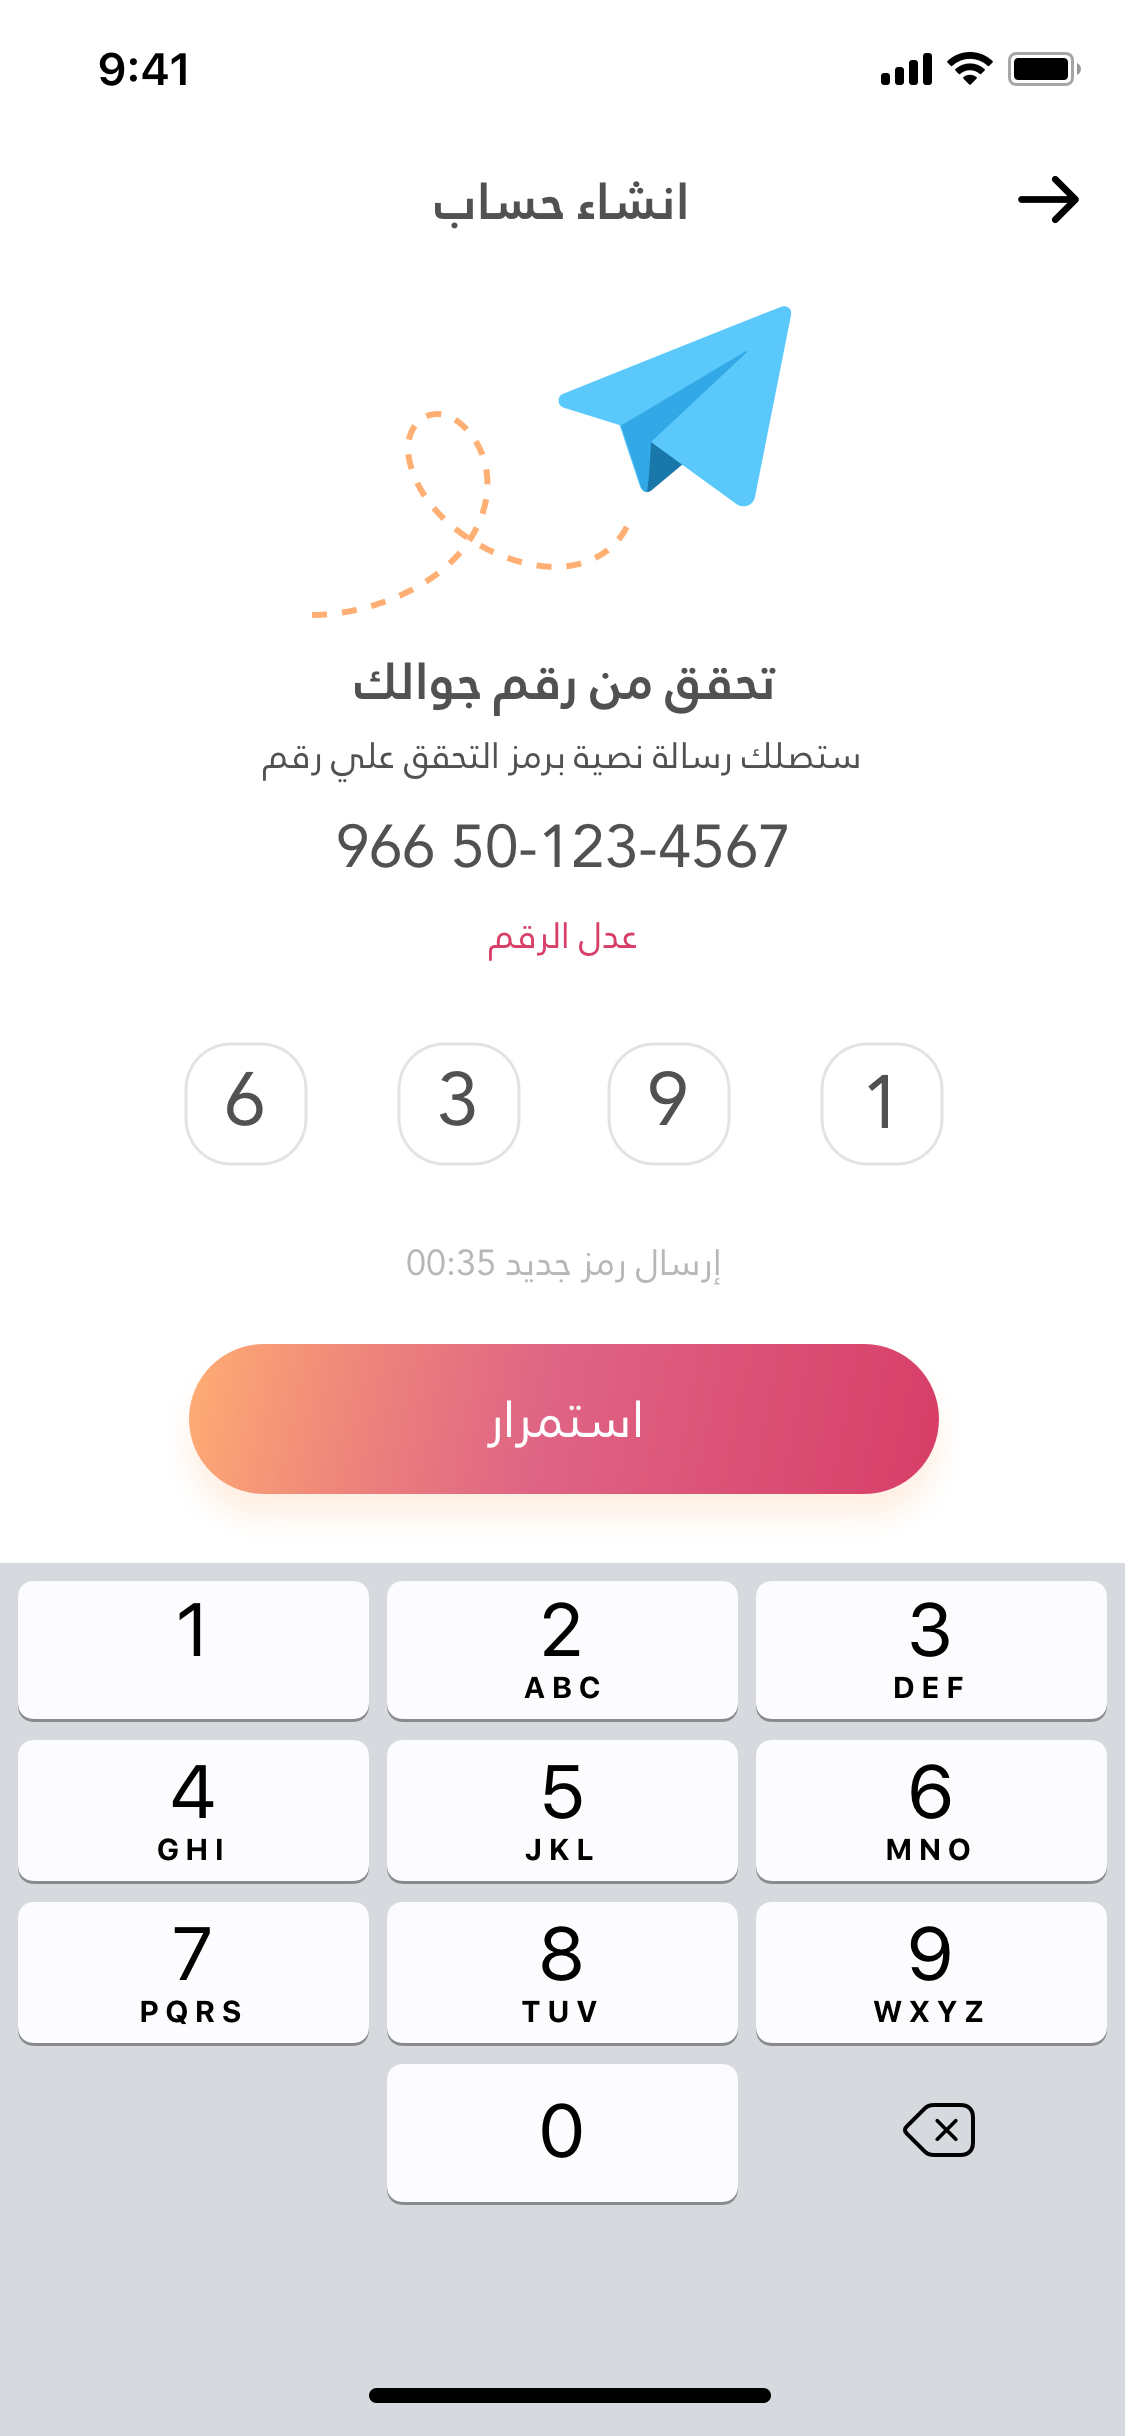 9:41
انشاء حساب
تحقق من رقم جوالك
ستصلك رسالة نصية برمز التحقق علي رقم
966 50-123-4567
عدل الرقم
6 3 9 1
إرسال رمز جديد 00:35
استمرار
1 2 3
ABC DEF
4 5 6
GHI JKL MNO
7 8 9
PQRS TUV WXYZ
0